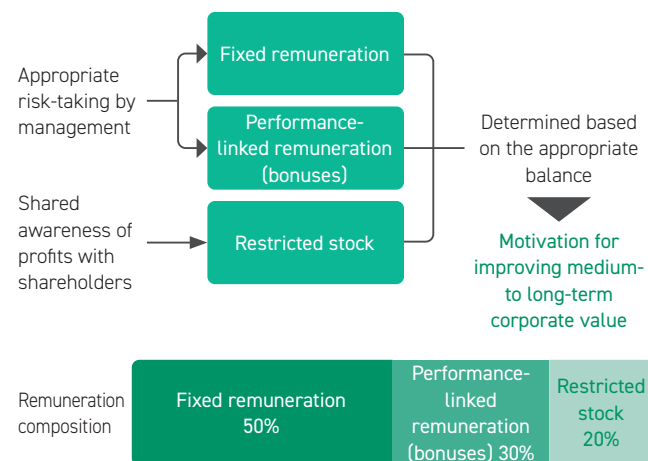 Fixed remuneration
Appropriate
risk-taking by
management
Performance-
linked remuneration
(bonuses)
Determined based
on the appropriate
balance
Shared
awareness of
profits with
shareholders
Restricted stock
Motivation for
improving medium-
to long-term
corporate value
Remuneration
composition
Fixed remuneration
50%
Performance-
linked
remuneration
(bonuses) 30%
Restricted
stock
20%